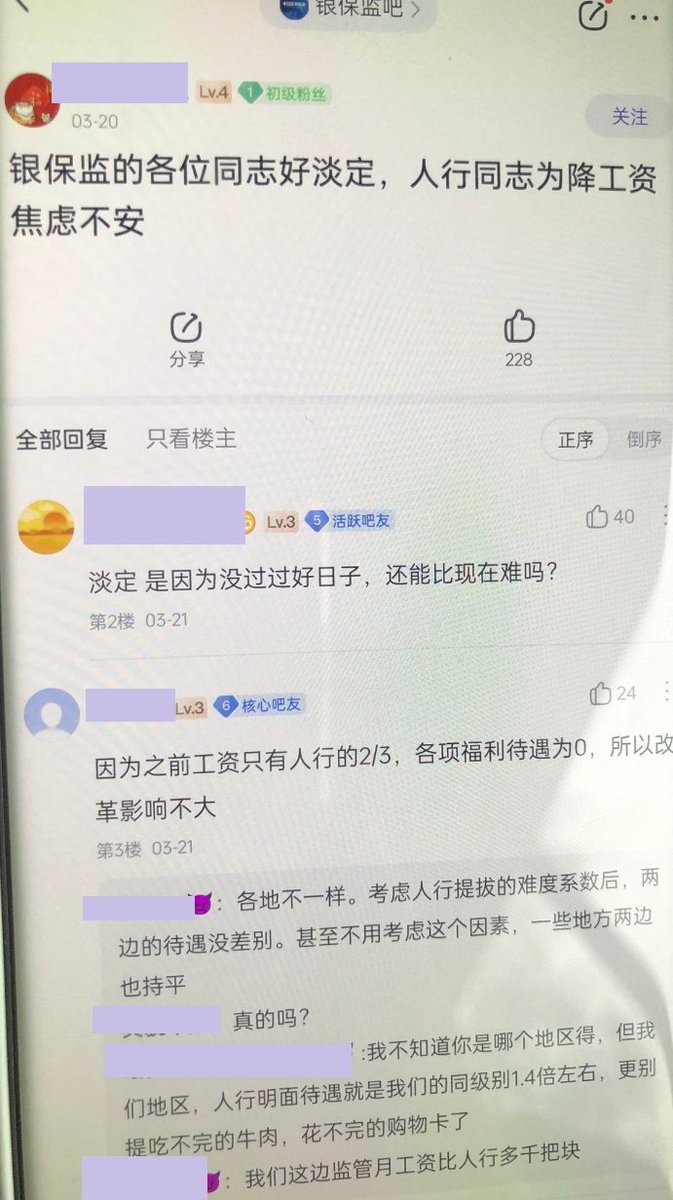 银保监吧
Lv.4 1 初级粉丝
03-20
关注
银保监的各位同志好淡定，人行同志为降工资
焦虑不安
分享
228
全部回复 只看楼主 正序 倒序
Lv.3 5 活跃吧友 40
淡定 是因为没过过好日子，还能比现在难吗？
第2楼 03-21
Lv.3 6 核心吧友 24
因为之前工资只有人行的2/3，各项福利待遇为0，所以改
革影响不大
第3楼 03-21
：各地不一样。考虑人行提拔的难度系数后，两
边的待遇没差别。甚至不用考虑这个因素，一些地方两边
也持平
真的吗？
:我不知道你是哪个地区得，但我
们地区，人行明面待遇就是我们的同级别1.4倍左右，更别
提吃不完的牛肉，花不完的购物卡了
：我们这边监管月工资比人行多千把块